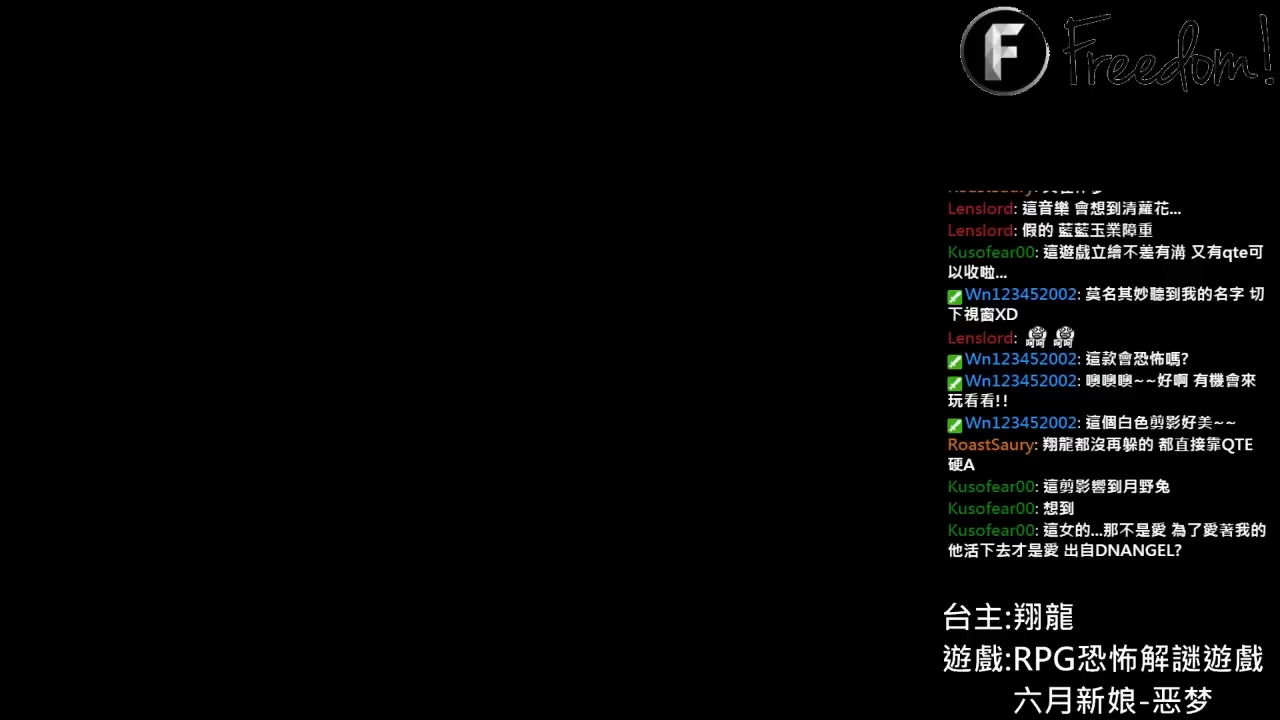 F Freedom!
Lenslord: 這音樂 會想到清蘿花...
Lenslord: 假的 藍藍玉業障重
Kusofear00: 這遊戲立繪不差有溝 又有qte可
以收啦...
Wn123452002: 莫名其妙聽到我的名字 切
下視窗XD
Lenslord: 呵呵 呵呵
Wn123452002: 這款會恐怖嗎?
Wn123452002: 噢噢噢~~好啊 有機會來
玩看看!!
Wn123452002: 這個白色剪影好美~~
RoastSaury: 翔龍都沒再躲的 都直接靠QTE
硬A
Kusofear00: 這剪影響到月野兔
Kusofear00: 想到
Kusofear00: 這女的...那不是愛 為了愛著我的
他活下去才是愛 出自DNANGEL?
台主:翔龍
遊戲:RPG恐怖解謎遊戲
六月新娘-恶梦